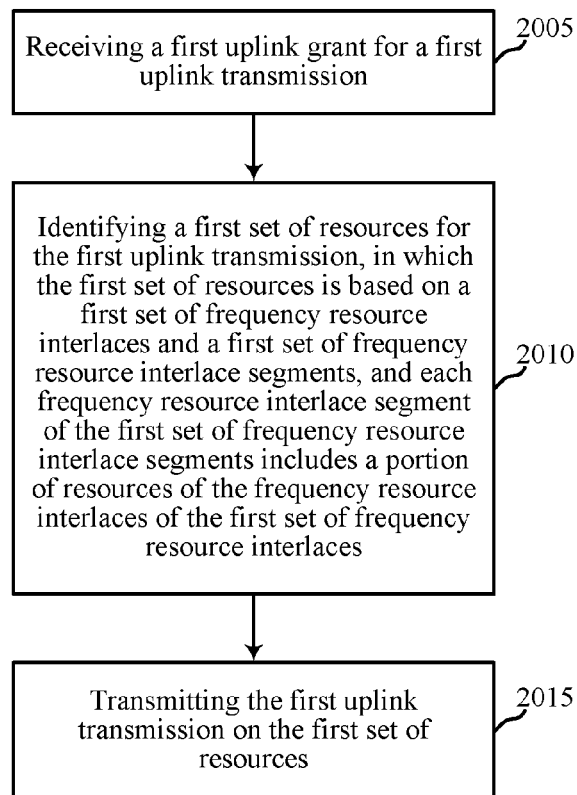 Receiving a first uplink grant for a first
uplink transmission
2005
Identifying a first set of resources for
the first uplink transmission, in which
the first set of resources is based on a
first set of frequency resource
interlaces and a first set of frequency
resource interlace segments, and each
frequency resource interlace segment
of the first set of frequency resource
interlace segments includes a portion
of resources of the frequency resource
interlaces of the first set of frequency
resource interlaces
2010
Transmitting the first uplink
transmission on the first set of
resources
2015